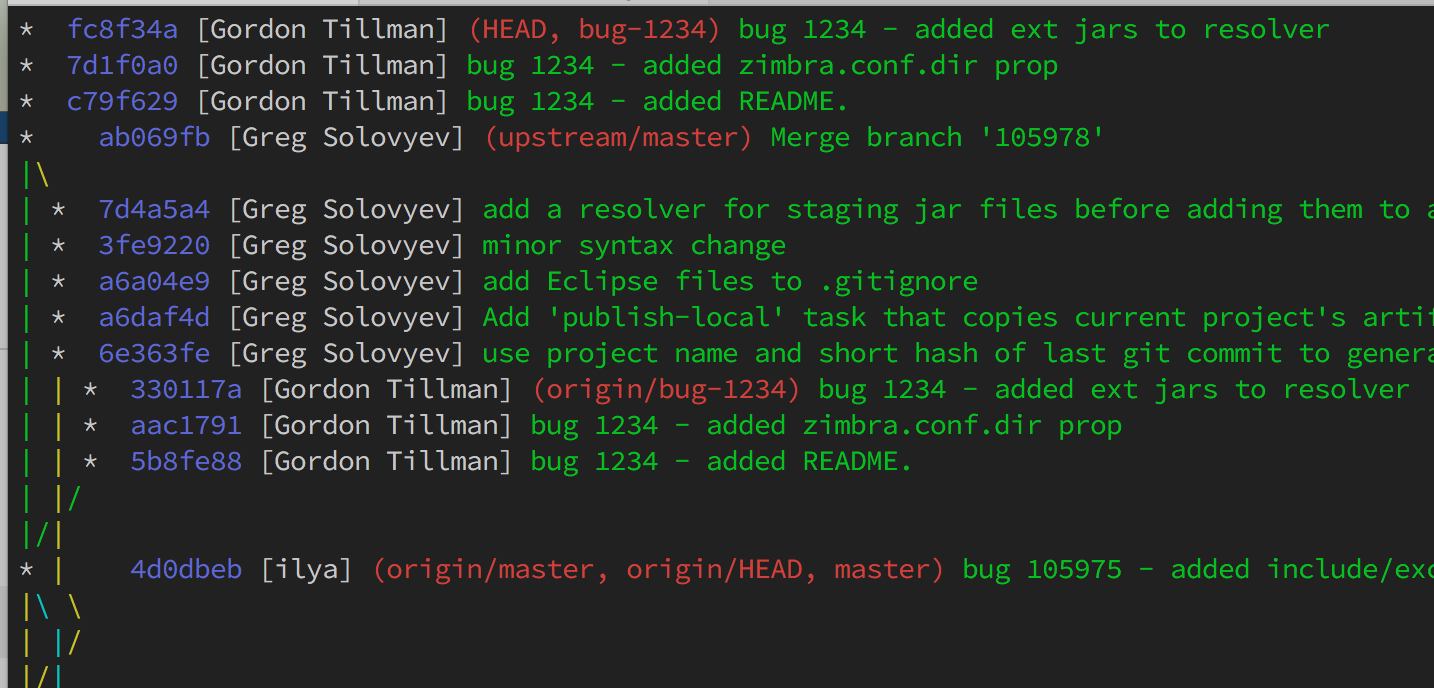 * fc8f34a [Gordon Tillman] (HEAD, bug-1234) bug 1234 - added ext jars to resolver
* 7d1f0a0 [Gordon Tillman] bug 1234 - added zimbra.conf.dir prop
* c79f629 [Gordon Tillman] bug 1234 - added README.
*   ab069fb [Greg Solovyev] (upstream/master) Merge branch '105978'
|\
| * 7d4a5a4 [Greg Solovyev] add a resolver for staging jar files before adding them to
| * 3fe9220 [Greg Solovyev] minor syntax change
| * a6a04e9 [Greg Solovyev] add Eclipse files to .gitignore
| * a6daf4d [Greg Solovyev] Add 'publish-local' task that copies current project's
| * 6e363fe [Greg Solovyev] use project name and short hash of last git commit to
| | * 330117a [Gordon Tillman] (origin/bug-1234) bug 1234 - added ext jars to resolver
| | * aac1791 [Gordon Tillman] bug 1234 - added zimbra.conf.dir prop
| | * 5b8fe88 [Gordon Tillman] bug 1234 - added README.
| |/
|/|
* |   4d0dbeb [ilya] (origin/master, origin/HEAD, master) bug 105975 - added
|\ \
| |/
|/|